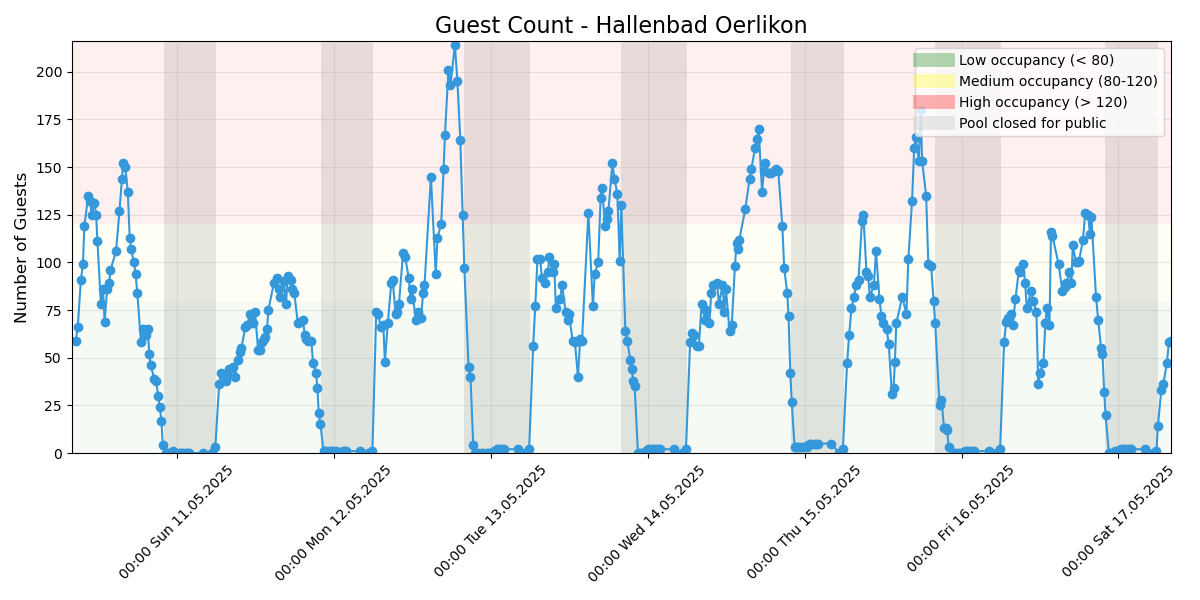 Guest Count - Hallenbad Oerlikon
Number of Guests
200
175
150
125
100
75
50
25
0
Low occupancy (< 80)
Medium occupancy (80-120)
High occupancy (> 120)
Pool closed for public
00:00 Sun 11.05.2025
00:00 Mon 12.05.2025
00:00 Tue 13.05.2025
00:00 Wed 14.05.2025
00:00 Thu 15.05.2025
00:00 Fri 16.05.2025
00:00 Sat 17.05.2025